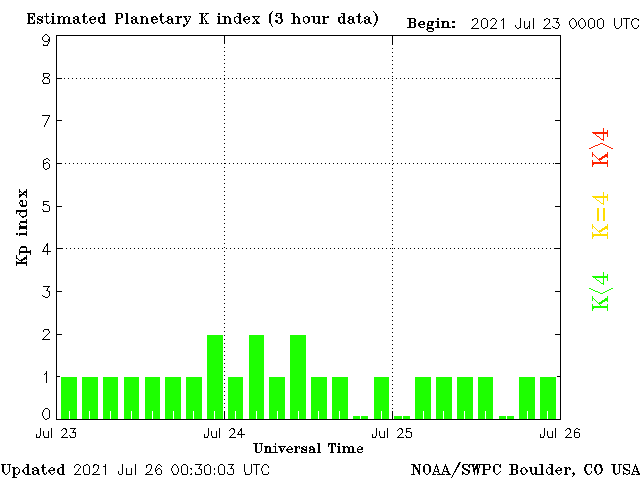 Estimated Planetary K index (3 hour data)
Begin: 2021 Jul 23 0000 UTC
9
8
7
6
5
4
3
2
1
0
Kp index
Jul 23
Jul 24
Jul 25
Jul 26
Universal Time
K>4
K=4
K<4
Updated 2021 Jul 26 00:30:03 UTC
NOAA/SWPC Boulder, CO USA